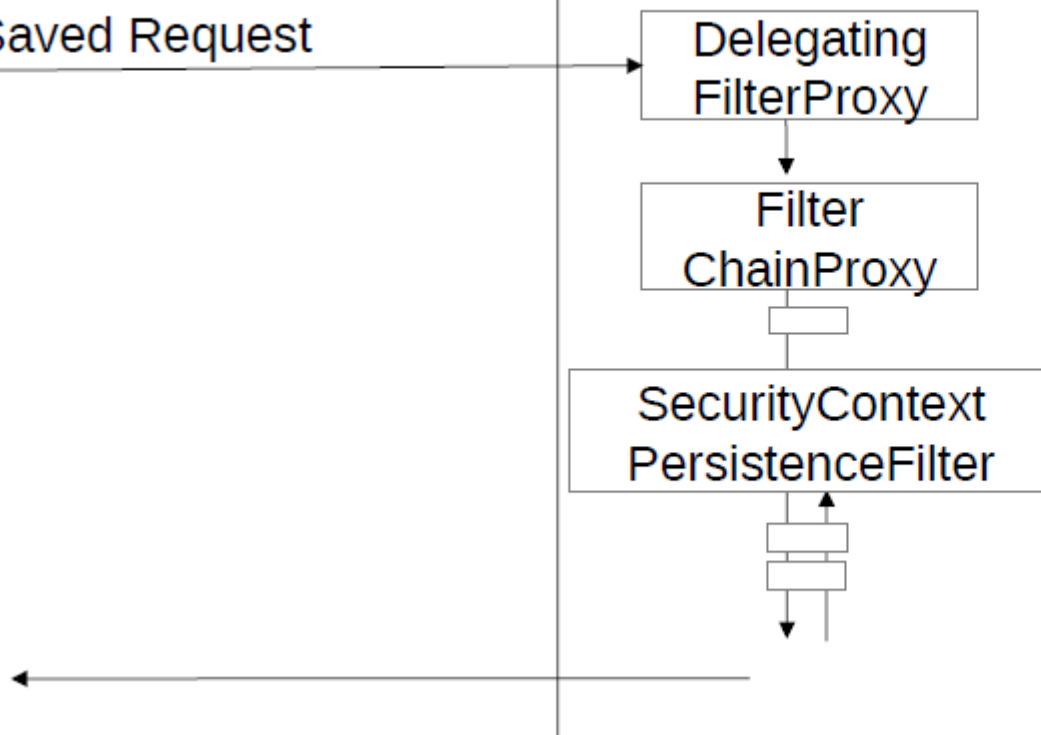 Saved Request
Delegating
FilterProxy
Filter
ChainProxy
SecurityContext
PersistenceFilter